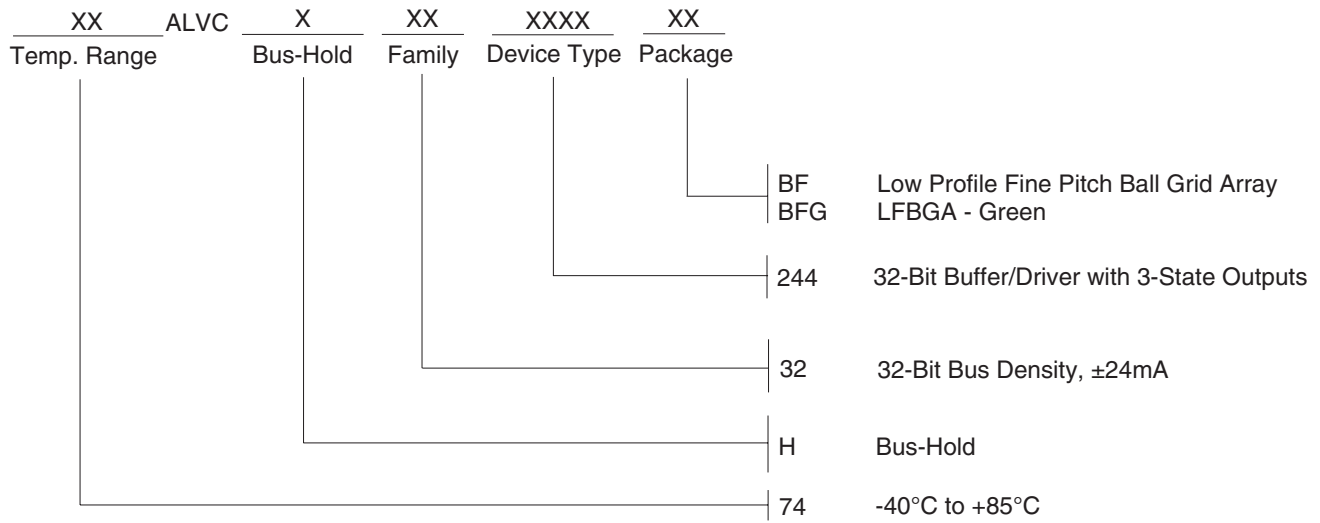 XX ALVC X XX XXXX XX
Temp. Range Bus-Hold Family Device Type Package
BF Low Profile Fine Pitch Ball Grid Array
BFG LFBGA - Green
244 32-Bit Buffer/Driver with 3-State Outputs
32 32-Bit Bus Density, ±24mA
H Bus-Hold
74 -40°C to +85°C